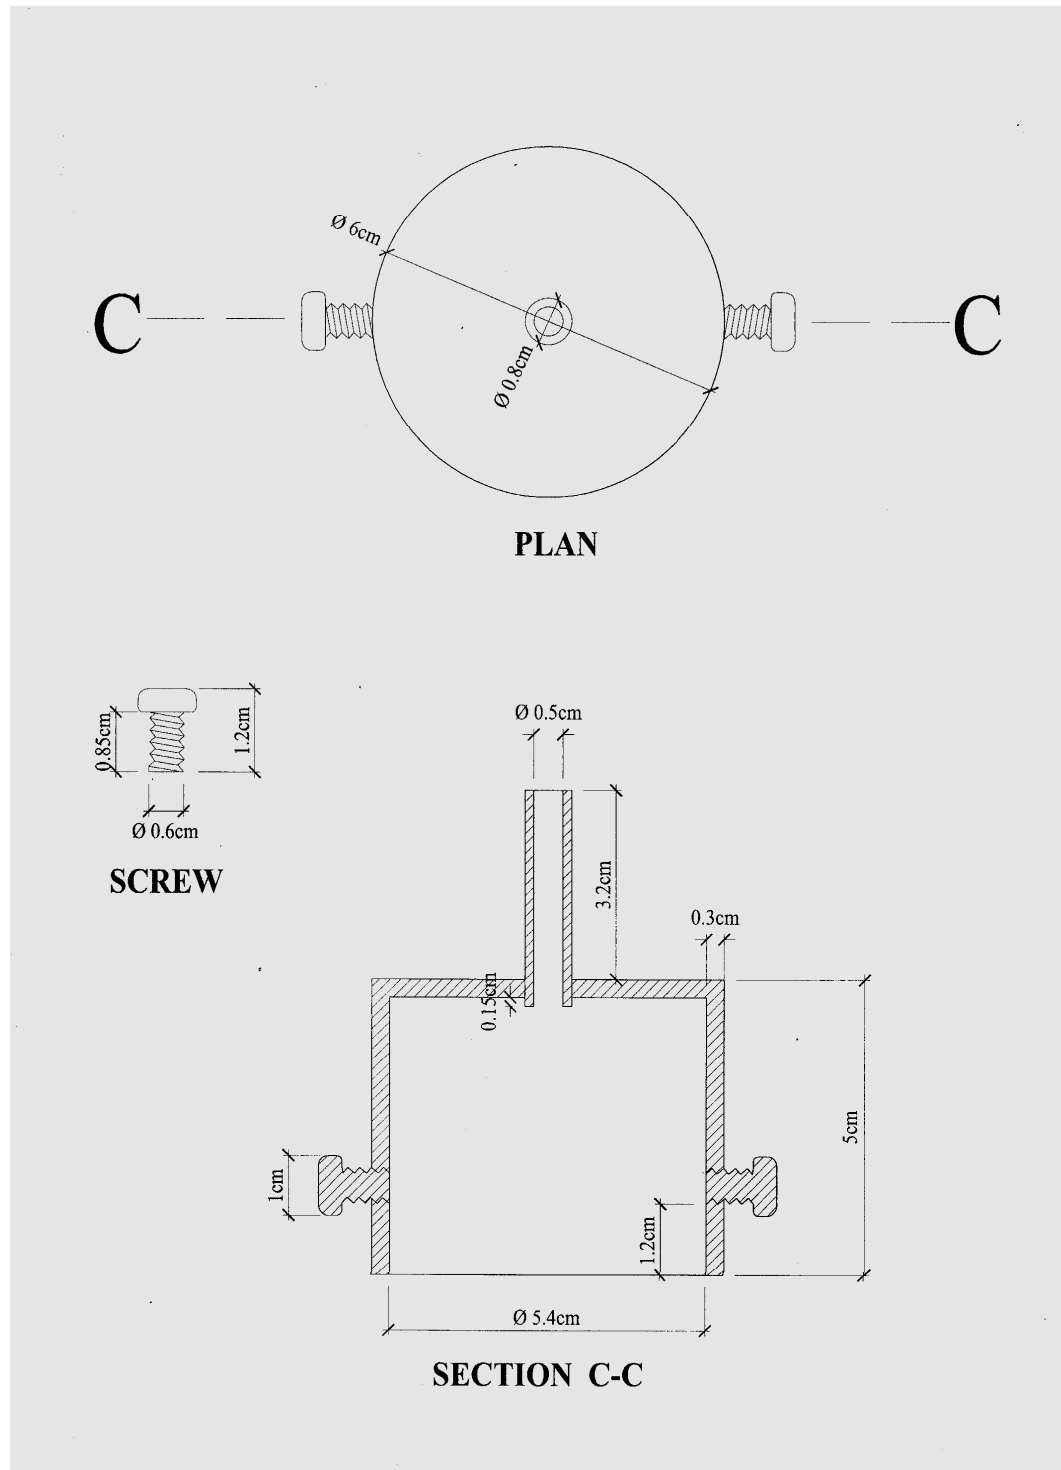 Ø 6cm
C
C
Ø 0.8cm
PLAN
0.85cm
1.2cm
Ø 0.6cm
SCREW
Ø 0.5cm
3.2cm
0.3cm
0.15cm
5cm
1cm
1.2cm
Ø 5.4cm
SECTION C-C